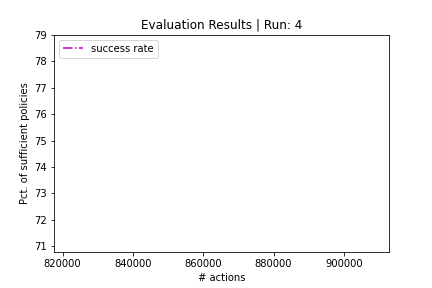 Evaluation Results | Run: 4
success rate
Pct. of sufficient policies
79
78
77
76
75
74
73
72
71
820000 840000 860000 880000 900000
# actions